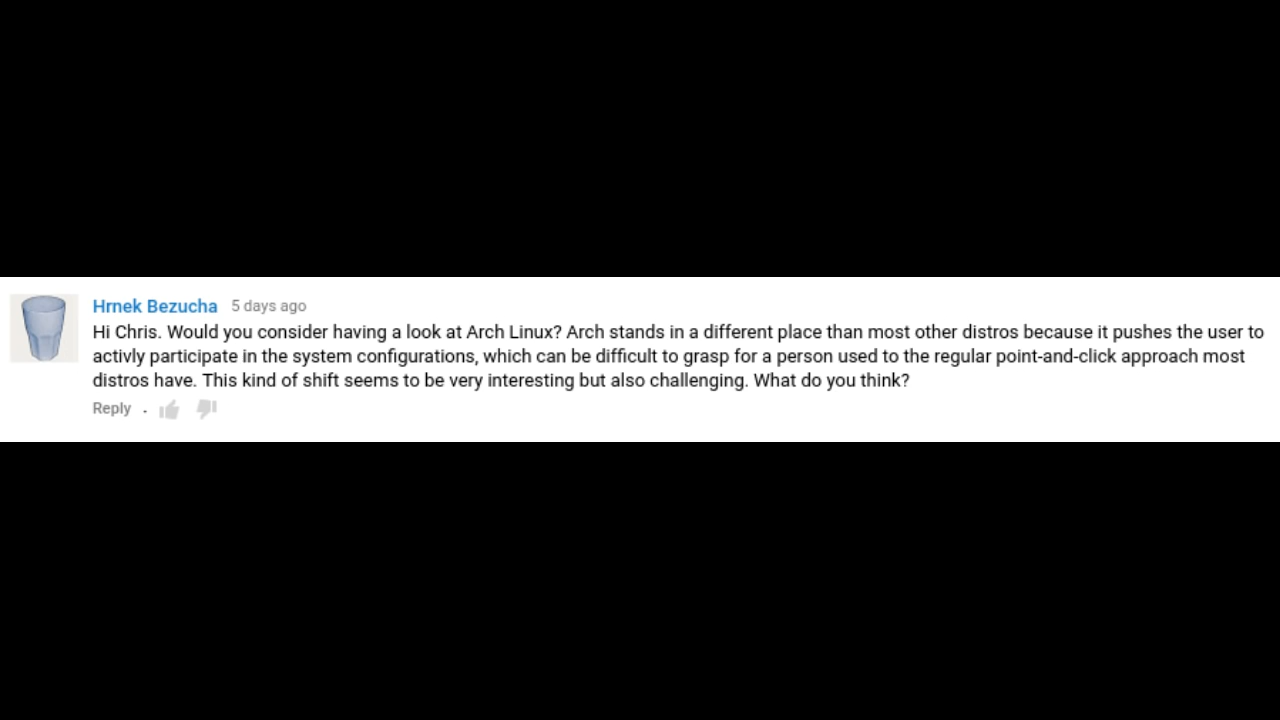 Hrnek Bezucha 5 days ago
Hi Chris. Would you consider having a look at Arch Linux? Arch stands in a different place than most other distros because it pushes the user to
activly participate in the system configurations, which can be difficult to grasp for a person used to the regular point-and-click approach most
distros have. This kind of shift seems to be very interesting but also challenging. What do you think?
Reply .